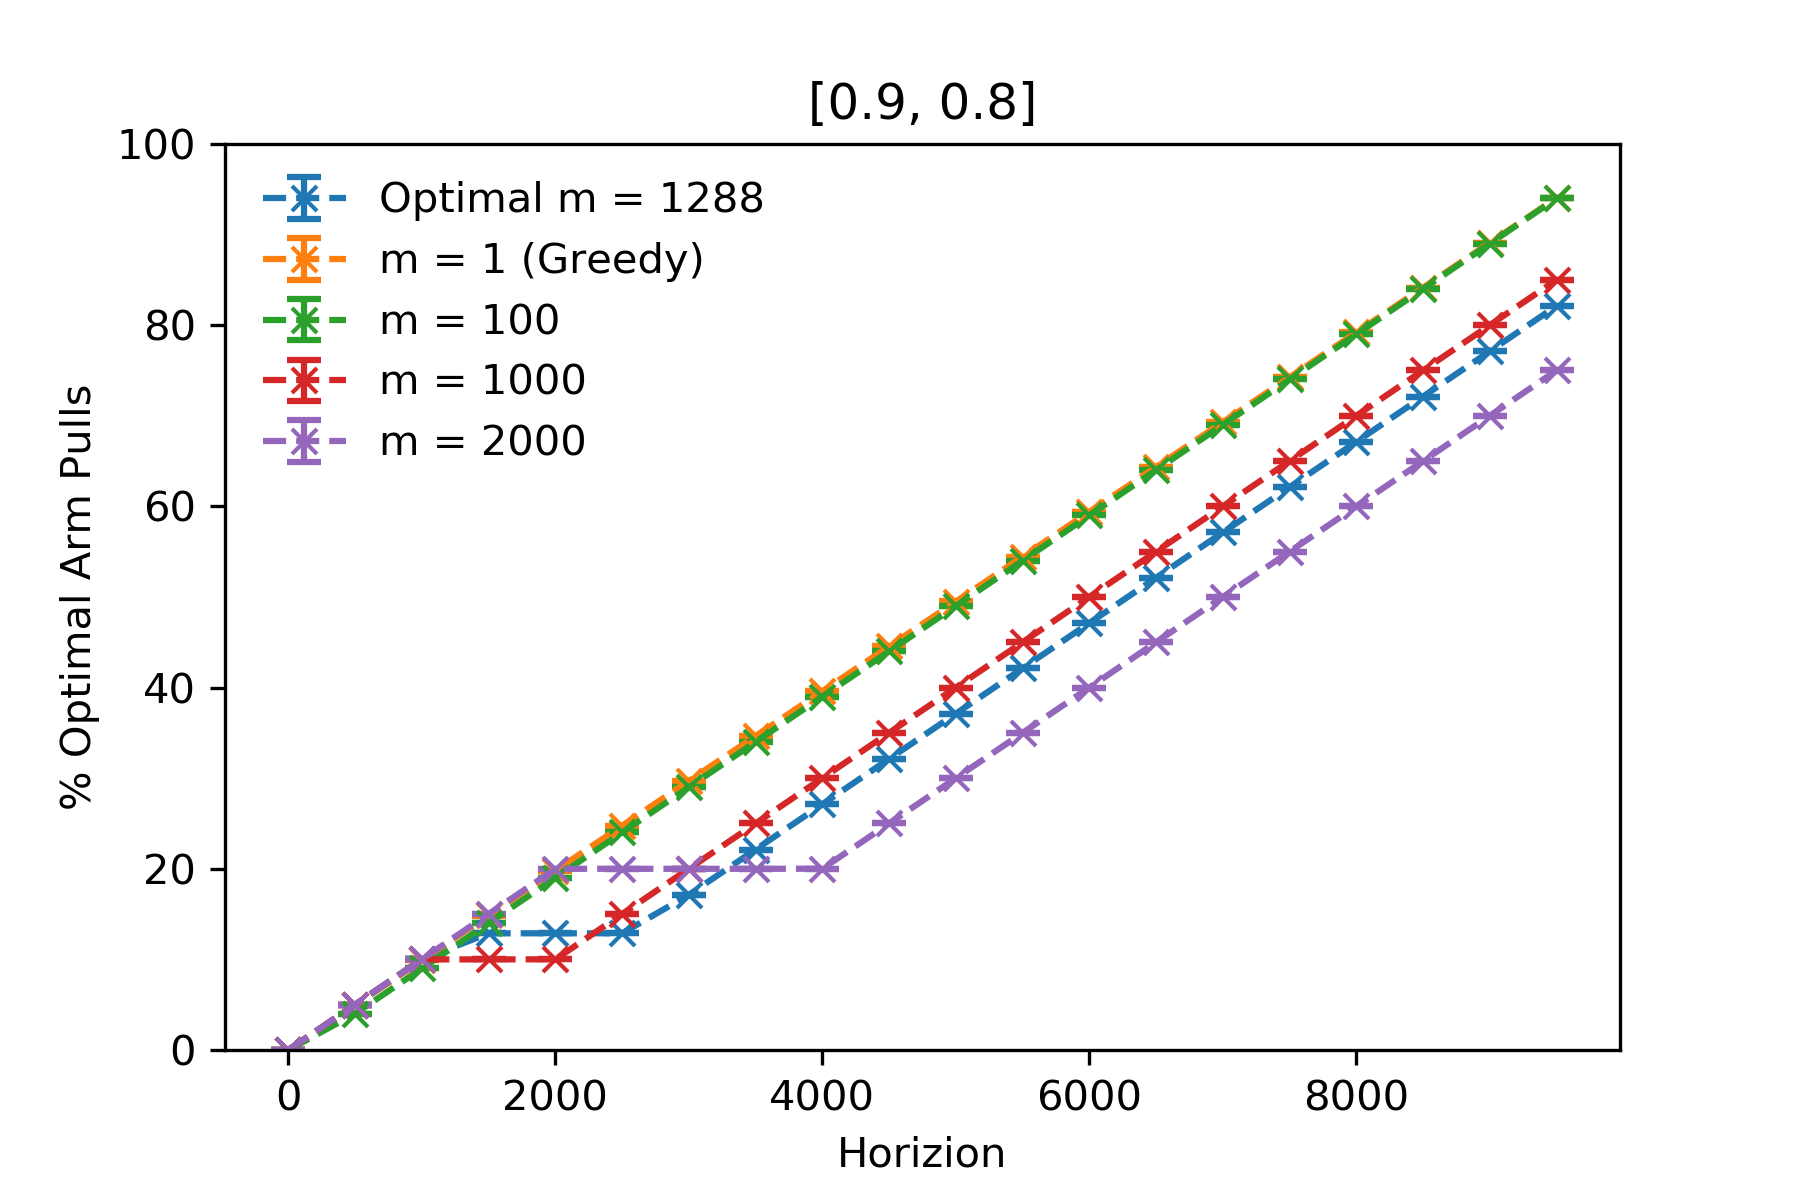 [0.9, 0.8]
100
80
60
40
20
0
% Optimal Arm Pulls
Optimal m = 1288
m = 1 (Greedy)
m = 100
m = 1000
m = 2000
0 2000 4000 6000 8000
Horizion